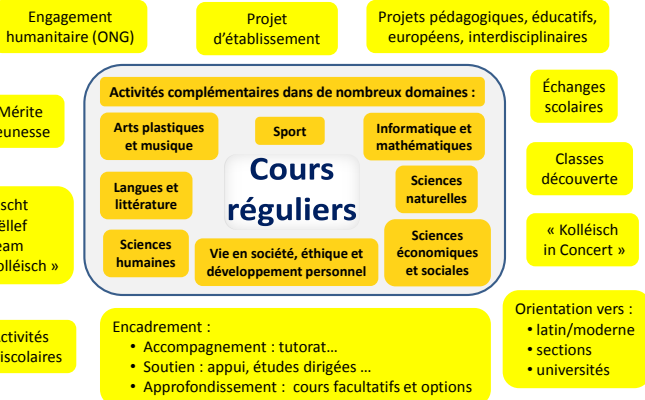 Engagement
humanitaire (ONG)
Projet
d'établissement
Projets pédagogiques, éducatifs,
européens, interdisciplinaires
Activités complémentaires dans de nombreux domaines :
Échanges
scolaires
Mérite
Arts plastiques
et musique
Sport
Informatique et
mathématiques
Cours
réguliers
Classes
découverte
Langues et
littérature
Sciences
naturelles
« Kolléisch
in Concert »
Sciences
humaines
Vie en société, éthique et
développement personnel
Sciences
économiques
et sociales
Encadrement :
• Accompagnement : tutorat…
• Soutien : appui, études dirigées …
• Approfondissement : cours facultatifs et options
Orientation vers :
• latin/moderne
• sections
• universités